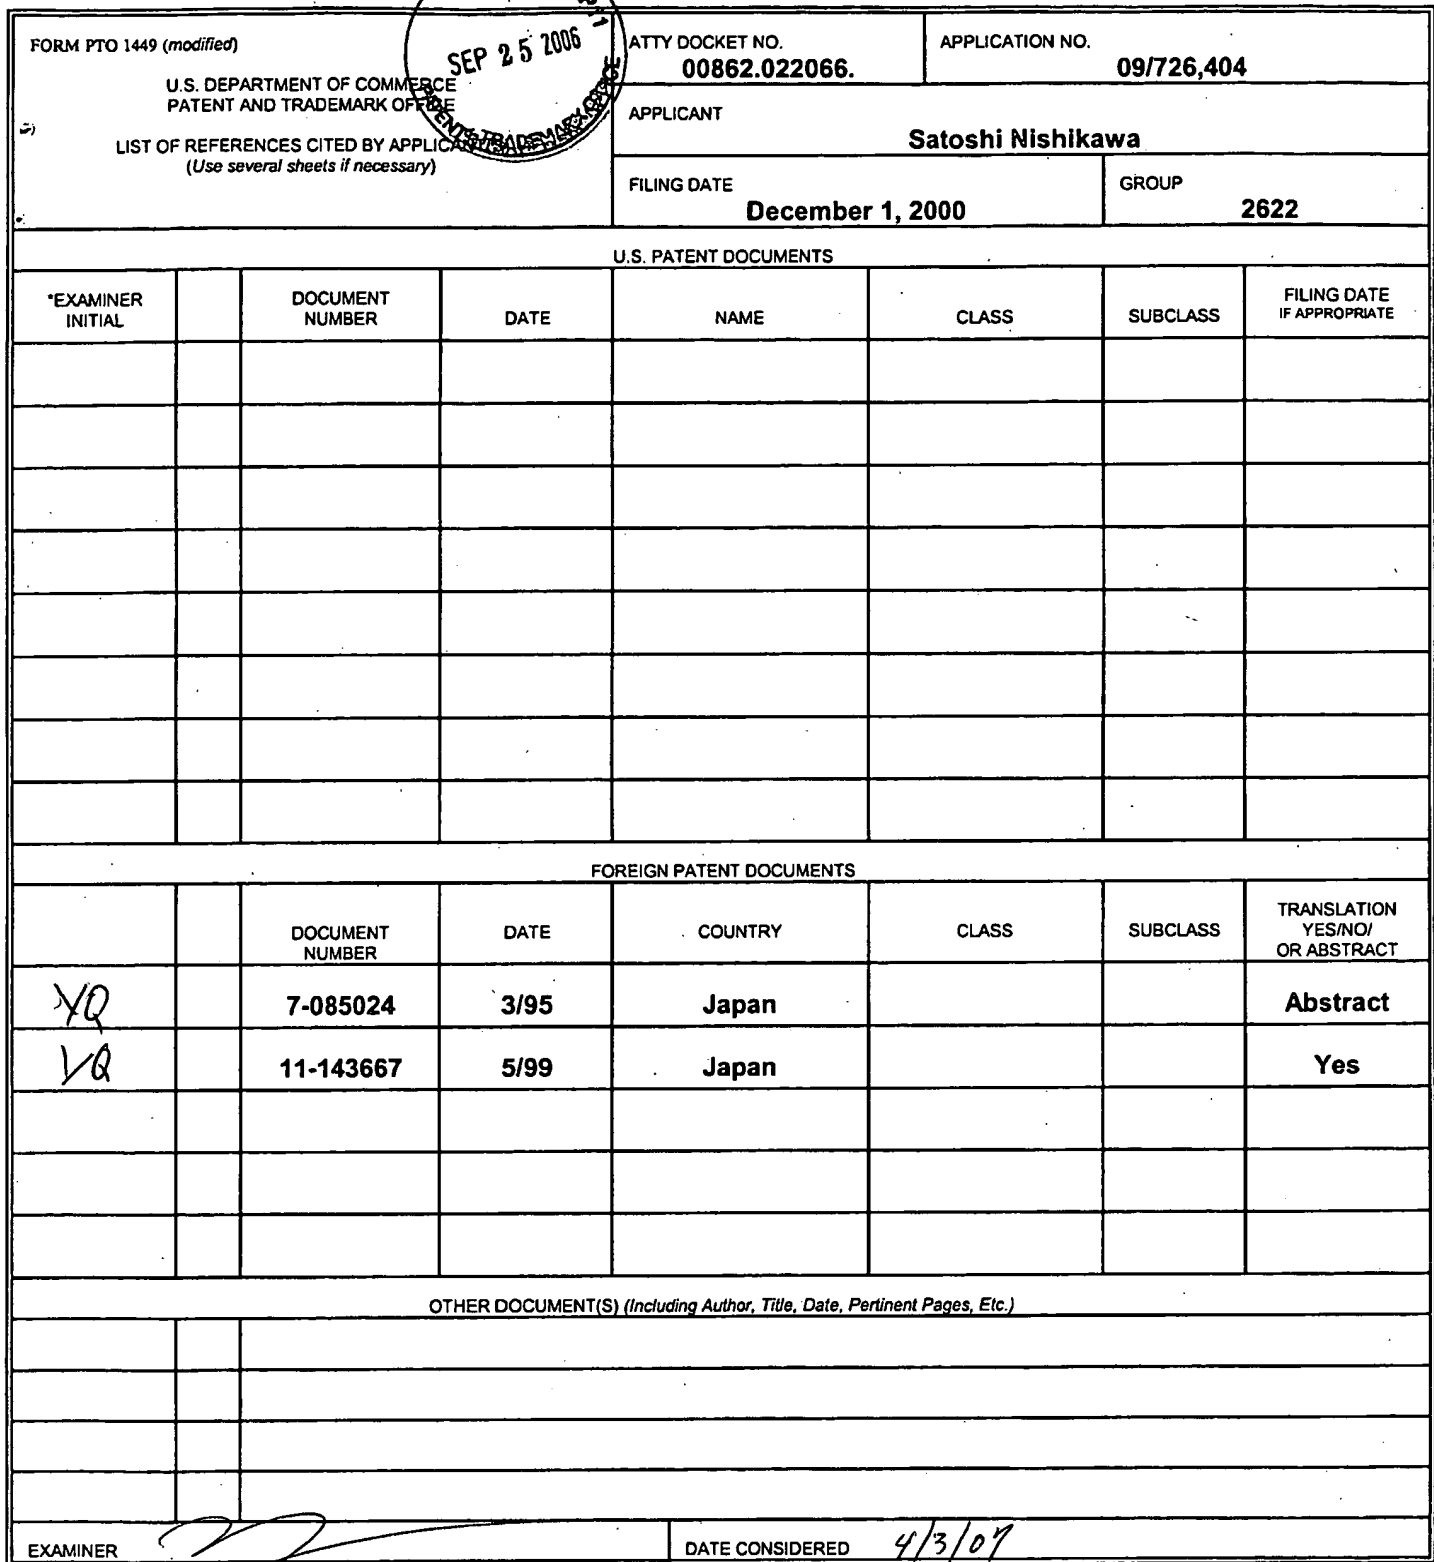 FORM PTO 1449 (modified)
U.S. DEPARTMENT OF COMMERCE
PATENT AND TRADEMARK OFFICE
LIST OF REFERENCES CITED BY APPLICANT
(Use several sheets if necessary)
SEP 25 2006
ATTY DOCKET NO.
00862.022066.
APPLICATION NO.
09/726,404
APPLICANT
Satoshi Nishikawa
FILING DATE
December 1, 2000
GROUP
2622
U.S. PATENT DOCUMENTS
*EXAMINER INITIAL DOCUMENT NUMBER DATE NAME CLASS SUBCLASS FILING DATE IF APPROPRIATE
FOREIGN PATENT DOCUMENTS
DOCUMENT NUMBER DATE COUNTRY CLASS SUBCLASS TRANSLATION YES/NO/ OR ABSTRACT
YQ 7-085024 3/95 Japan Abstract
YQ 11-143667 5/99 Japan Yes
OTHER DOCUMENT(S) (Including Author, Title, Date, Pertinent Pages, Etc.)
EXAMINER
DATE CONSIDERED 4/3/07